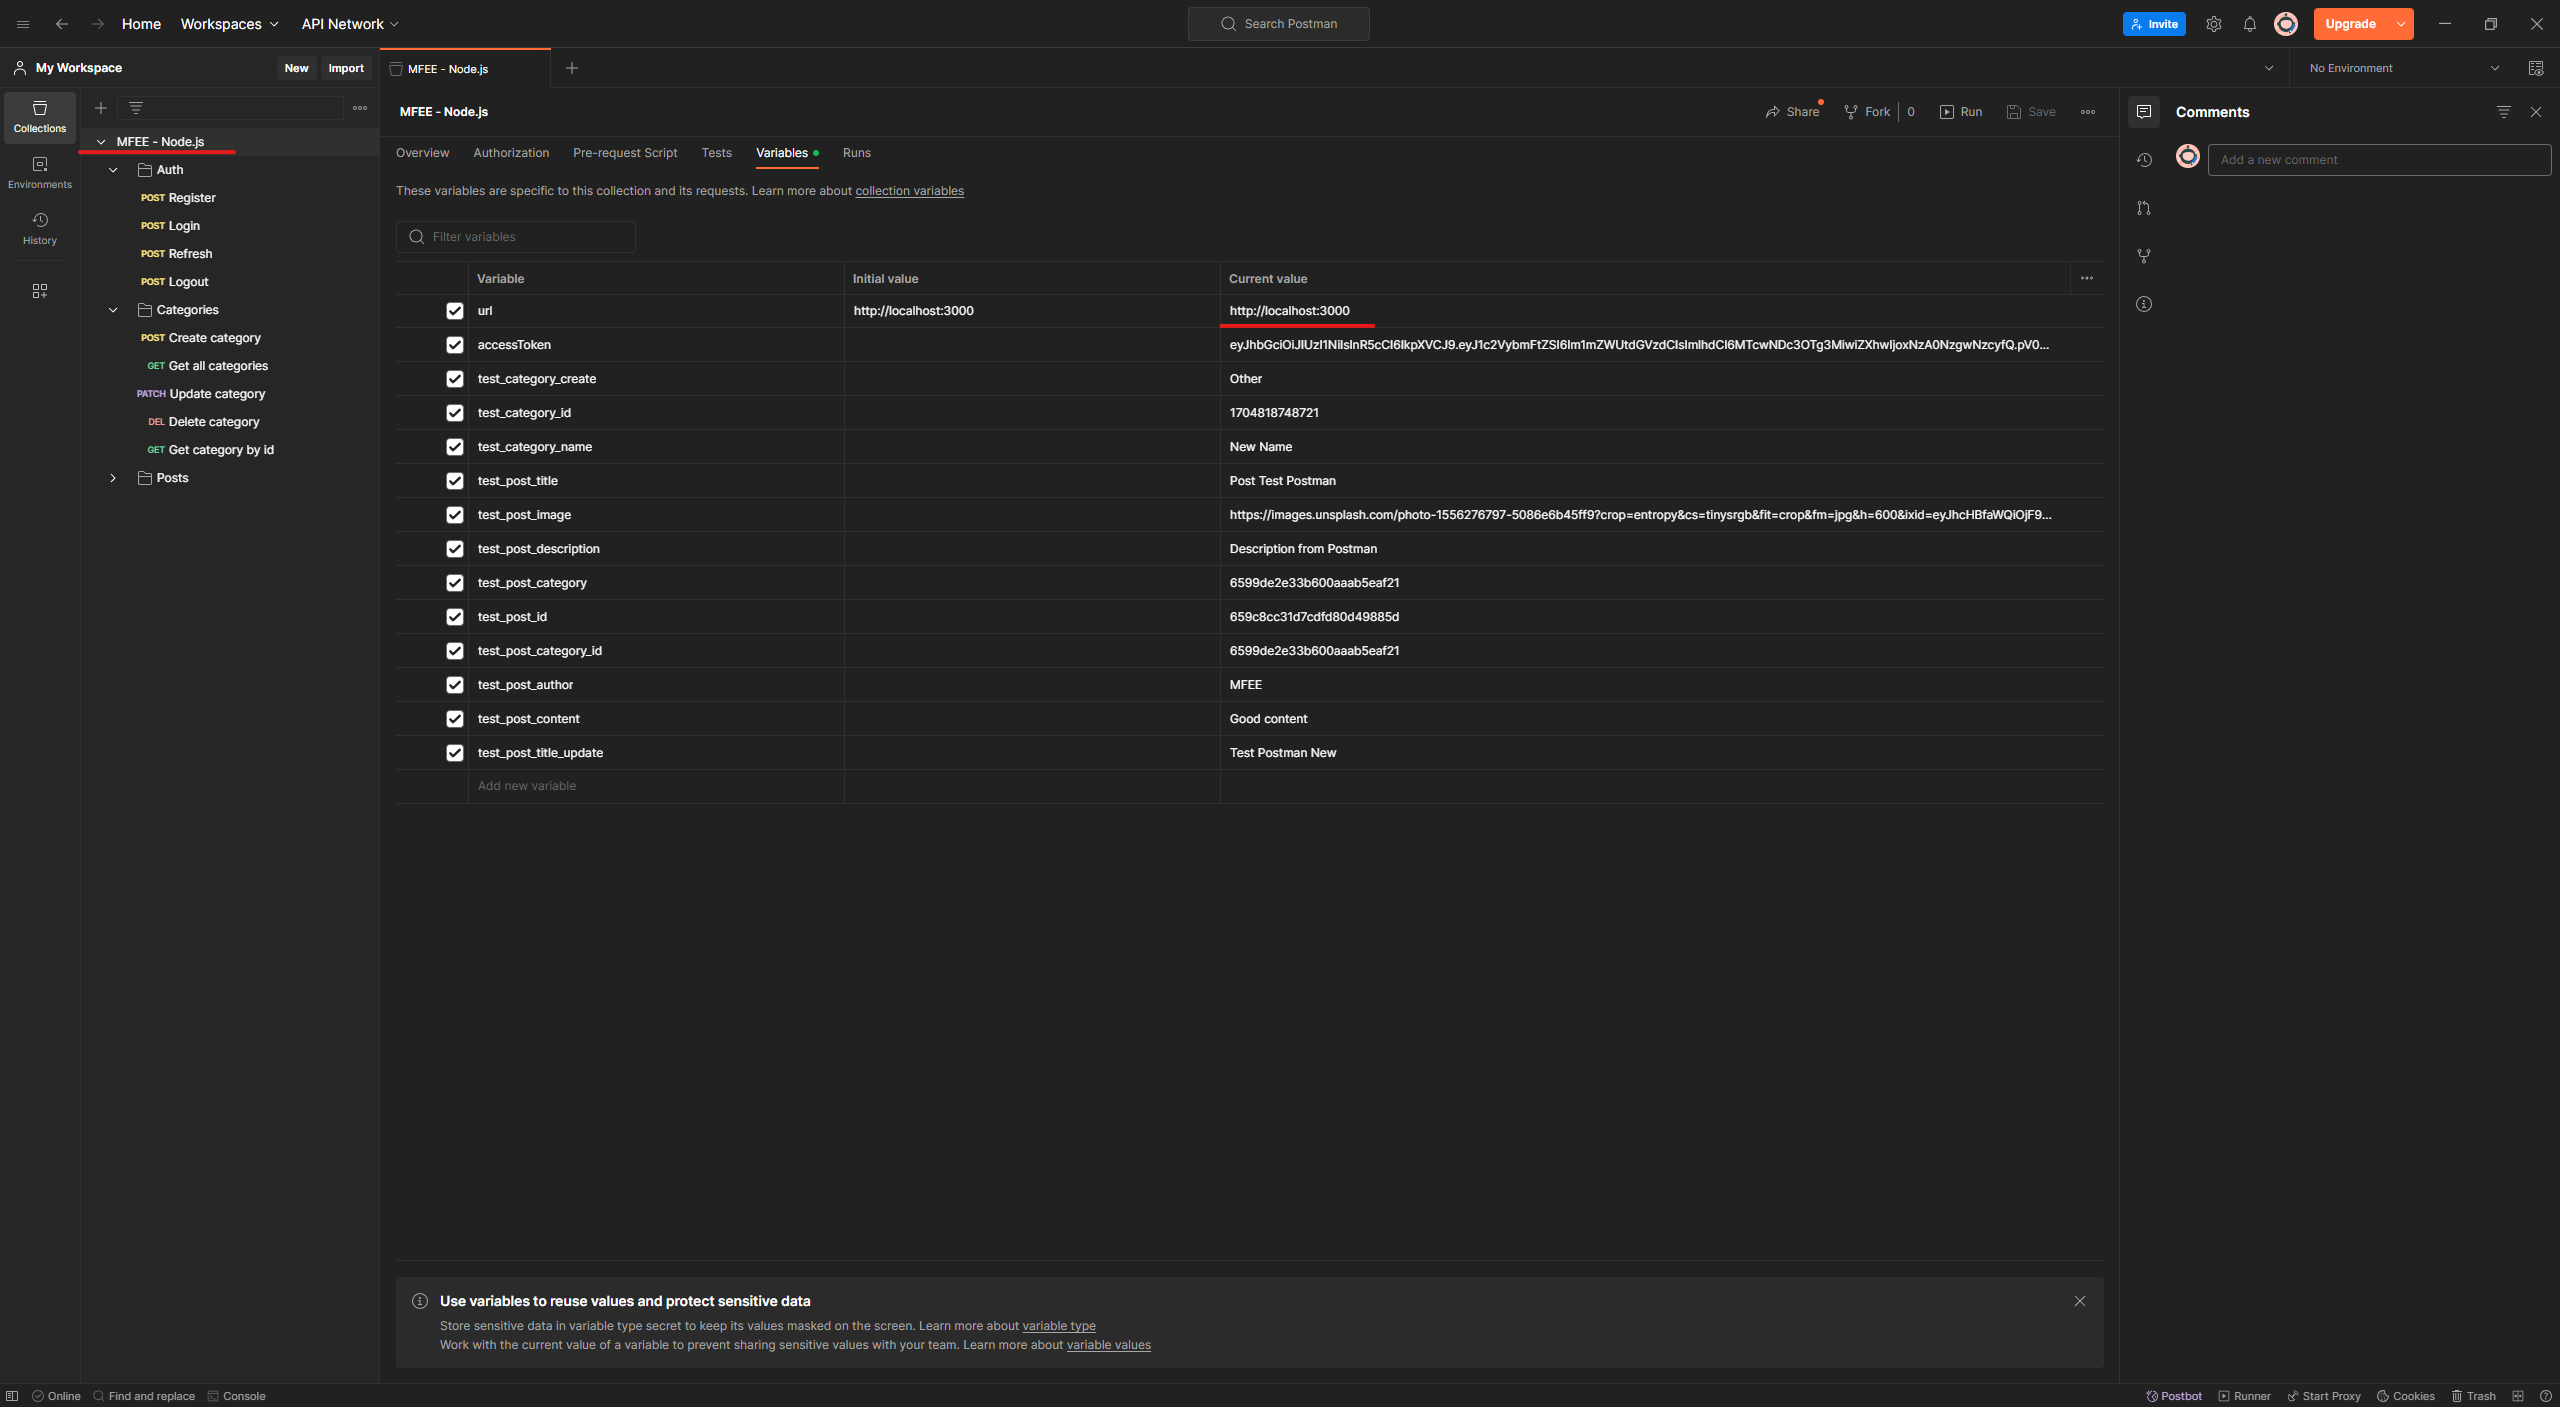 Home
Workspaces
API Network
Search Postman
Invite
Upgrade
My Workspace
New
Import
MFEE - Node.js
No Environment
Collections
Environments
History
MFEE - Node.js
Auth
POST Register
POST Login
POST Refresh
POST Logout
Categories
POST Create category
GET Get all categories
PATCH Update category
DEL Delete category
GET Get category by id
Posts
MFEE - Node.js
Share
Fork
0
Run
Save
Overview
Authorization
Pre-request Script
Tests
Variables
Runs
These variables are specific to this collection and its requests. Learn more about collection variables
Filter variables
Variable Initial value Current value
url http://localhost:3000 http://localhost:3000
accessToken
test_category_create Other
test_category_id 1704818748721
test_category_name New Name
test_post_title Post Test Postman
test_post_image https://images.unsplash.com/photo-1556276797-5086e6b45ff9?crop=entropy&cs=tinysrgb&fit=crop&fm=jpg&h=600&ixid=eyJhcHBfaWQiOjF9...
test_post_description Description from Postman
test_post_category 6599de2e33b600aaab5eaf21
test_post_id 659c8cc31d7cdfd80d49885d
test_post_category_id 6599de2e33b600aaab5eaf21
test_post_author MFEE
test_post_content Good content
test_post_title_update Test Postman New
Add new variable
Use variables to reuse values and protect sensitive data
Store sensitive data in variable type secret to keep its values masked on the screen. Learn more about variable type
Work with the current value of a variable to prevent sharing sensitive values with your team. Learn more about variable values
Comments
Add a new comment
Online
Find and replace
Console
Postbot
Runner
Start Proxy
Cookies
Trash